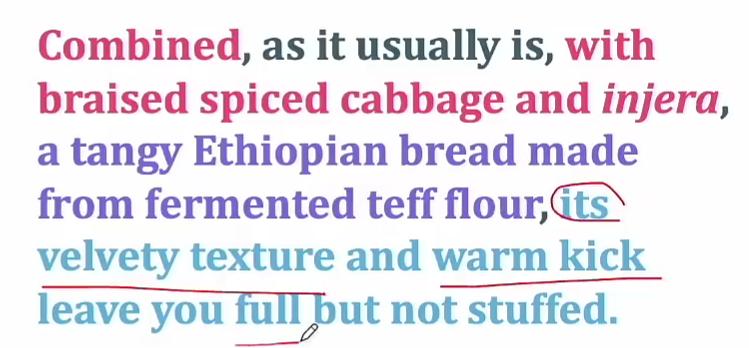 Combined, as it usually is, with
braised spiced cabbage and injera,
a tangy Ethiopian bread made
from fermented teff flour, its
velvety texture and warm kick
leave you full but not stuffed.